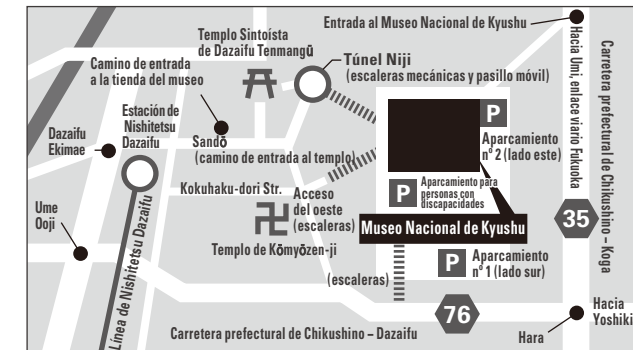 Entrada al Museo Nacional de Kyushu
Templo Sintoísta
de Dazaifu Tenmangū
Túnel Niji
(escaleras mecánicas y pasillo móvil)
Camino de entrada
a la tienda del museo
Estación de
Nishitetsu
Dazaifu
Dazaifu
Ekimae
Sandō
(camino de entrada al templo)
P
Aparcamiento
nº 2 (lado este)
Hacia Umi, enlace viario Fukuoka
Carretera prefectural de Chikushino – Koga
Kokuhaku-dori Str.
Acceso
del oeste
(escaleras)
P
Aparcamiento para
personas con
discapacidades
Ume
Ooji
Templo de Kōmyōzen-ji
Museo Nacional de Kyushu
35
P
Aparcamiento
nº 1 (lado sur)
(escaleras)
Línea de Nishitetsu Dazaifu
76
Hacia
Yoshiki
Hara
Carretera prefectural de Chikushino – Dazaifu